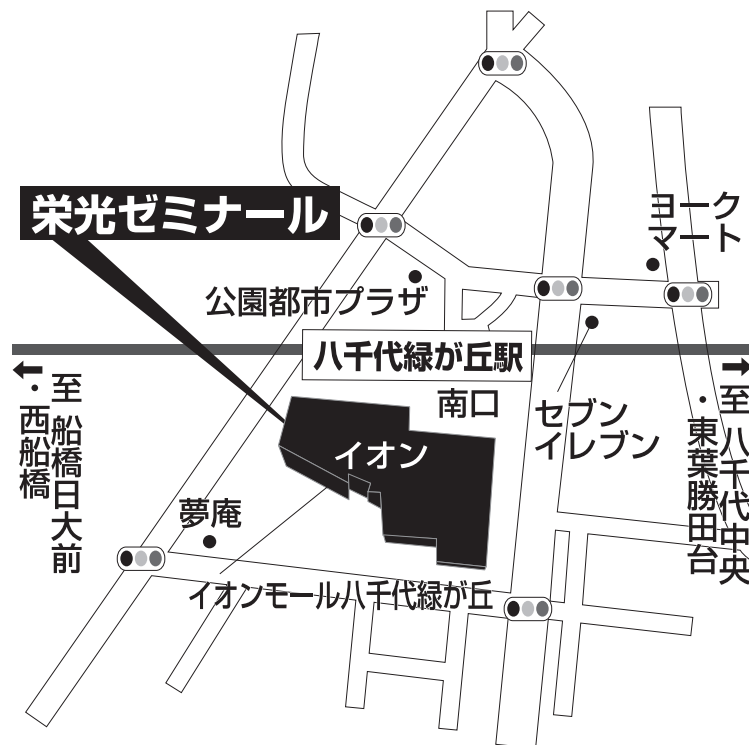 ヨーク
マート
栄光ゼミナール
公園都市プラザ
八千代緑が丘駅
南口
セブン
イレブン
イオン
夢庵
イオンモール八千代緑が丘
←
至 船橋日大前
・西船橋
→
至 八千代中央
・東葉勝田台